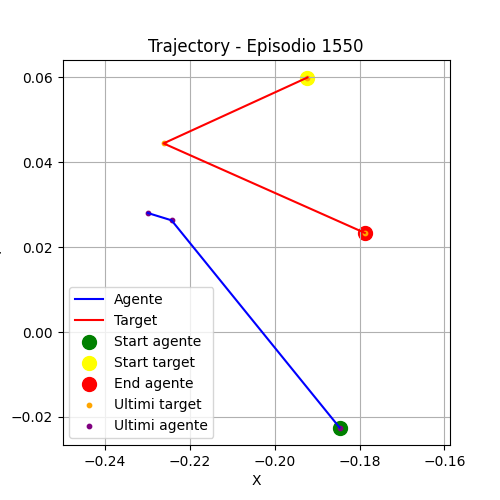 Trajectory - Episodio 1550
0.06
0.04
0.02
0.00
−0.02
Agente
Target
Start agente
Start target
End agente
Ultimi target
Ultimi agente
−0.24 −0.22 −0.20 −0.18 −0.16
X